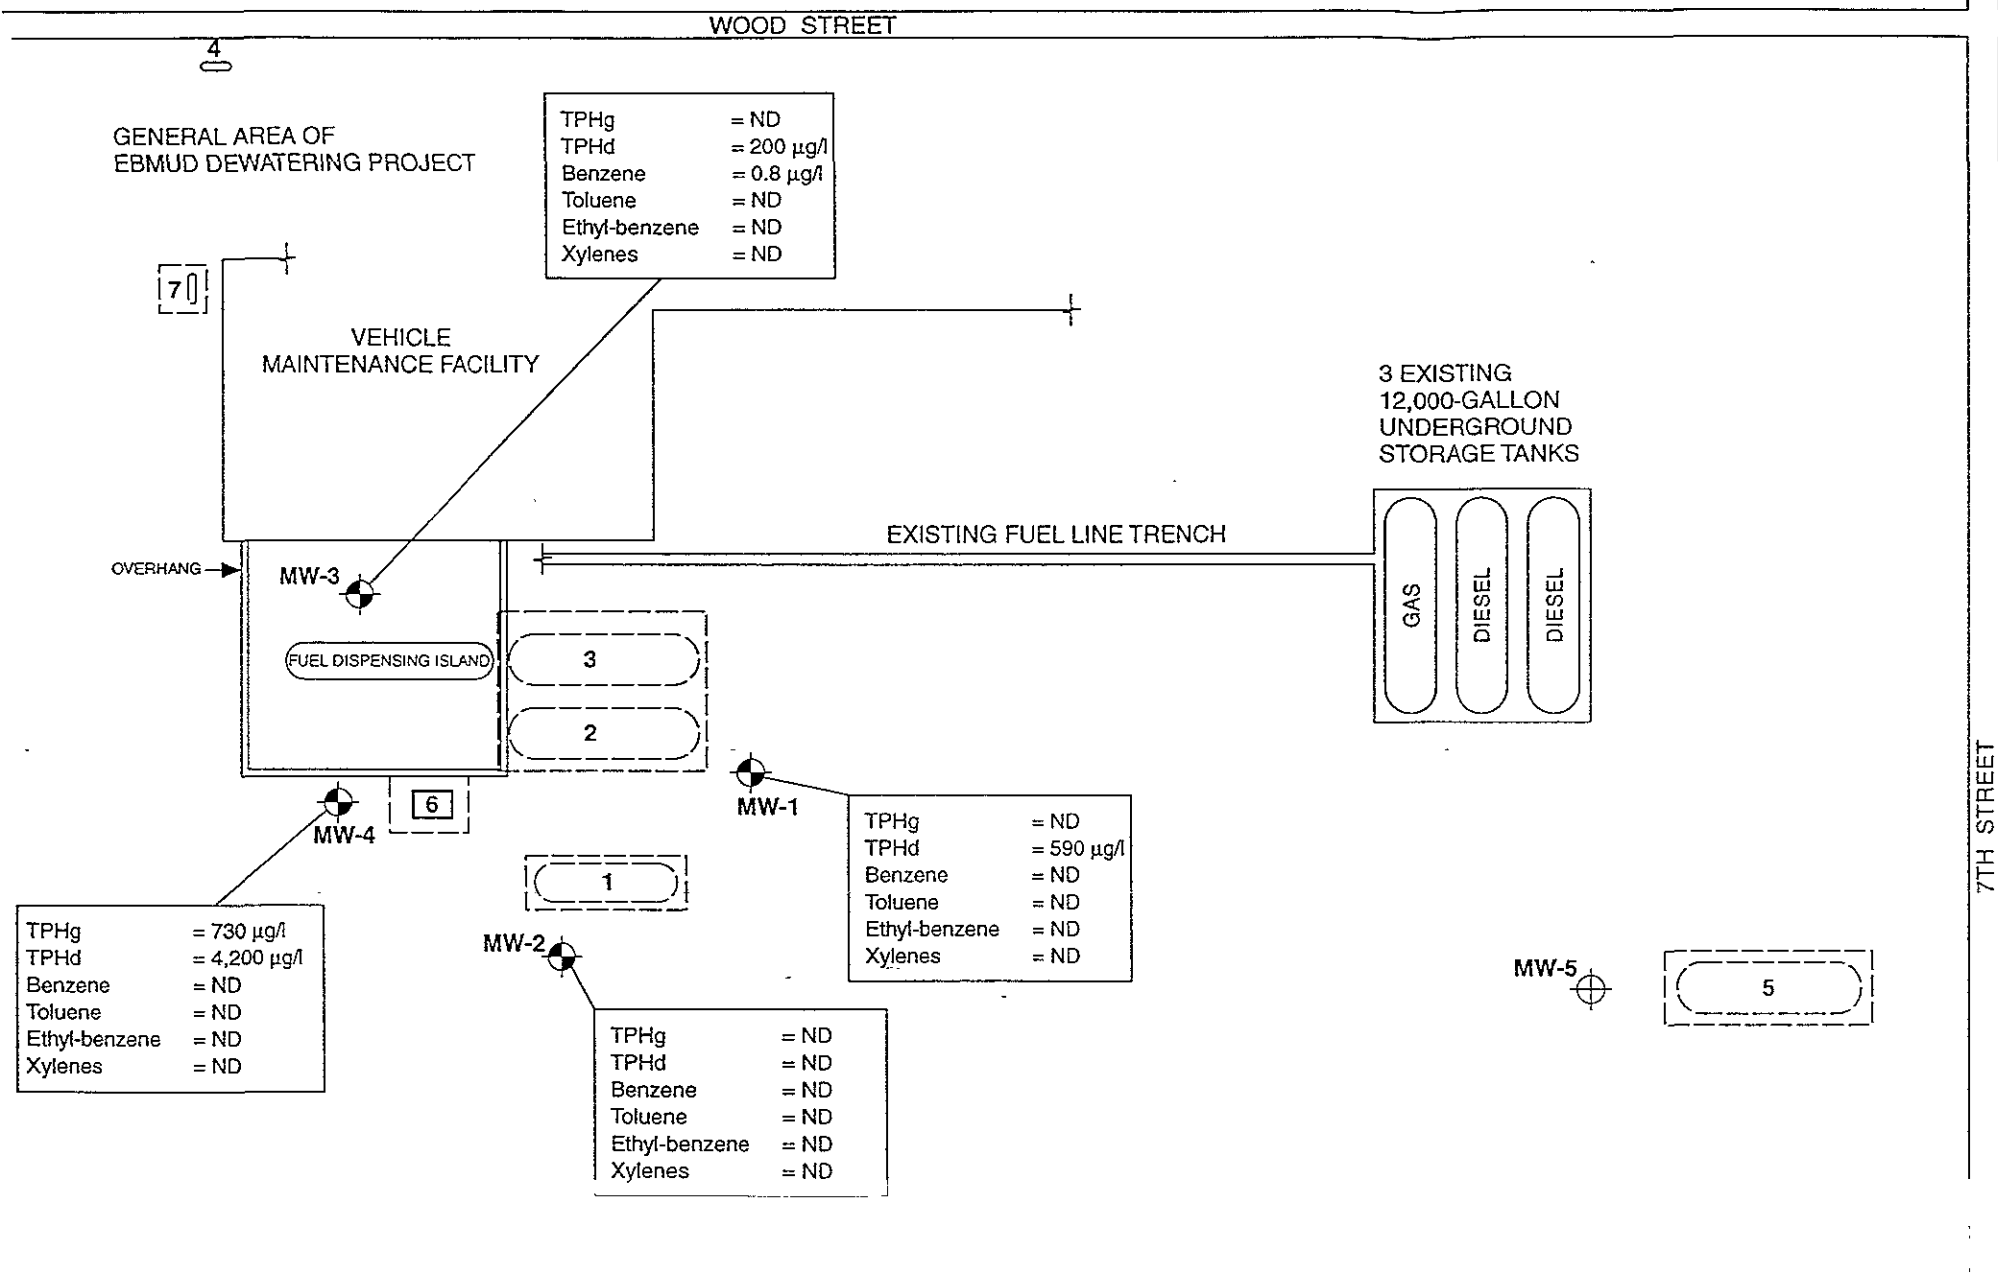 WOOD STREET
4
GENERAL AREA OF
EBMUD DEWATERING PROJECT
TPHg = ND
TPHd = 200 µg/l
Benzene = 0.8 µg/l
Toluene = ND
Ethyl-benzene = ND
Xylenes = ND
7
VEHICLE
MAINTENANCE FACILITY
3 EXISTING
12,000-GALLON
UNDERGROUND
STORAGE TANKS
EXISTING FUEL LINE TRENCH
OVERHANG
MW-3
GAS
DIESEL
DIESEL
FUEL DISPENSING ISLAND
3
2
6
MW-4
MW-1
TPHg = ND
TPHd = 590 µg/l
Benzene = ND
Toluene = ND
Ethyl-benzene = ND
Xylenes = ND
7TH STREET
1
TPHg = 730 µg/l
TPHd = 4,200 µg/l
Benzene = ND
Toluene = ND
Ethyl-benzene = ND
Xylenes = ND
MW-2
MW-5
5
TPHg = ND
TPHd = ND
Benzene = ND
Toluene = ND
Ethyl-benzene = ND
Xylenes = ND